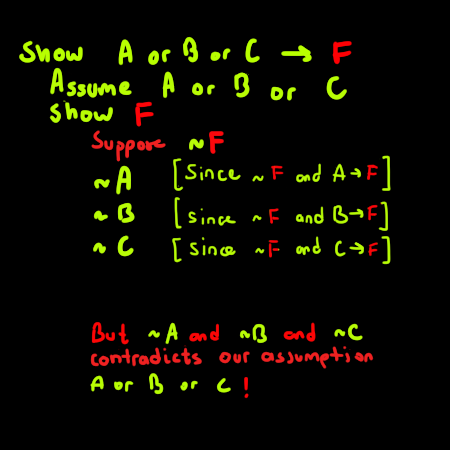 Show A or B or C → F
Assume A or B or C
Show F
Suppose ~F
~A [Since ~F and A→F]
~B [since ~F and B→F]
~C [since ~F and C→F]
But ~A and ~B and ~C
contradicts our assumption
A or B or C !